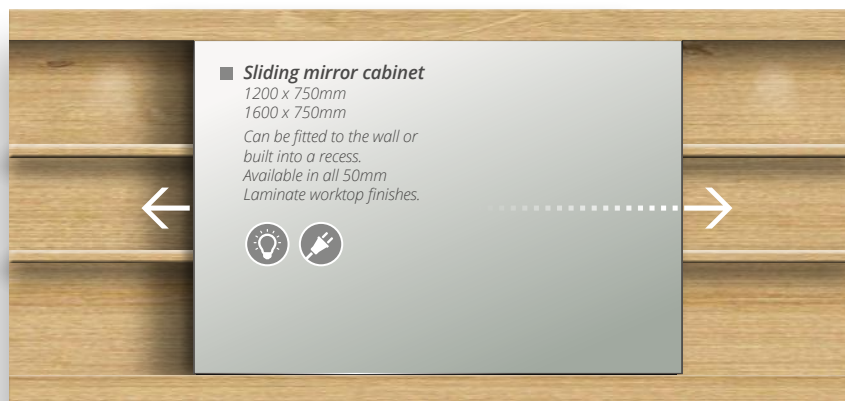 Sliding mirror cabinet
1200 x 750mm
1600 x 750mm
Can be fitted to the wall or
built into a recess.
Available in all 50mm
Laminate worktop finishes.